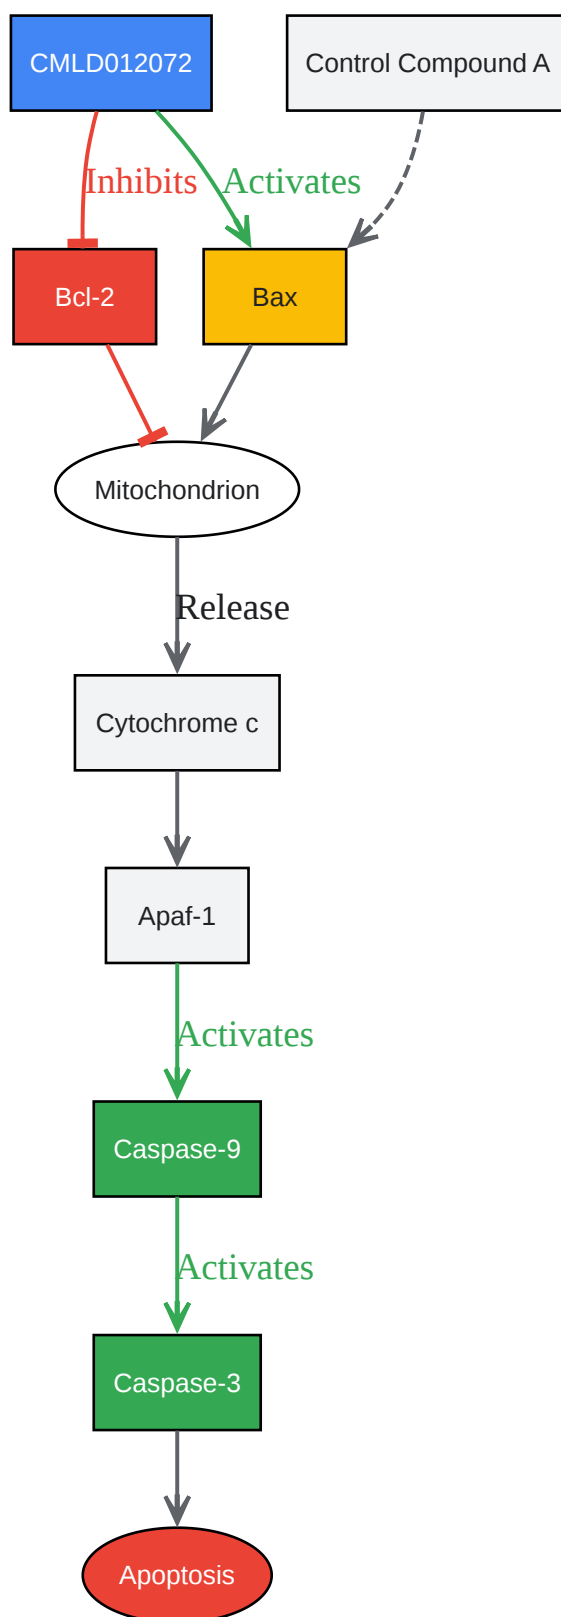 CMLD012072
Control Compound A
Inhibits
Activates
Bcl-2
Bax
Mitochondrion
Release
Cytochrome c
Apaf-1
Activates
Caspase-9
Activates
Caspase-3
Apoptosis